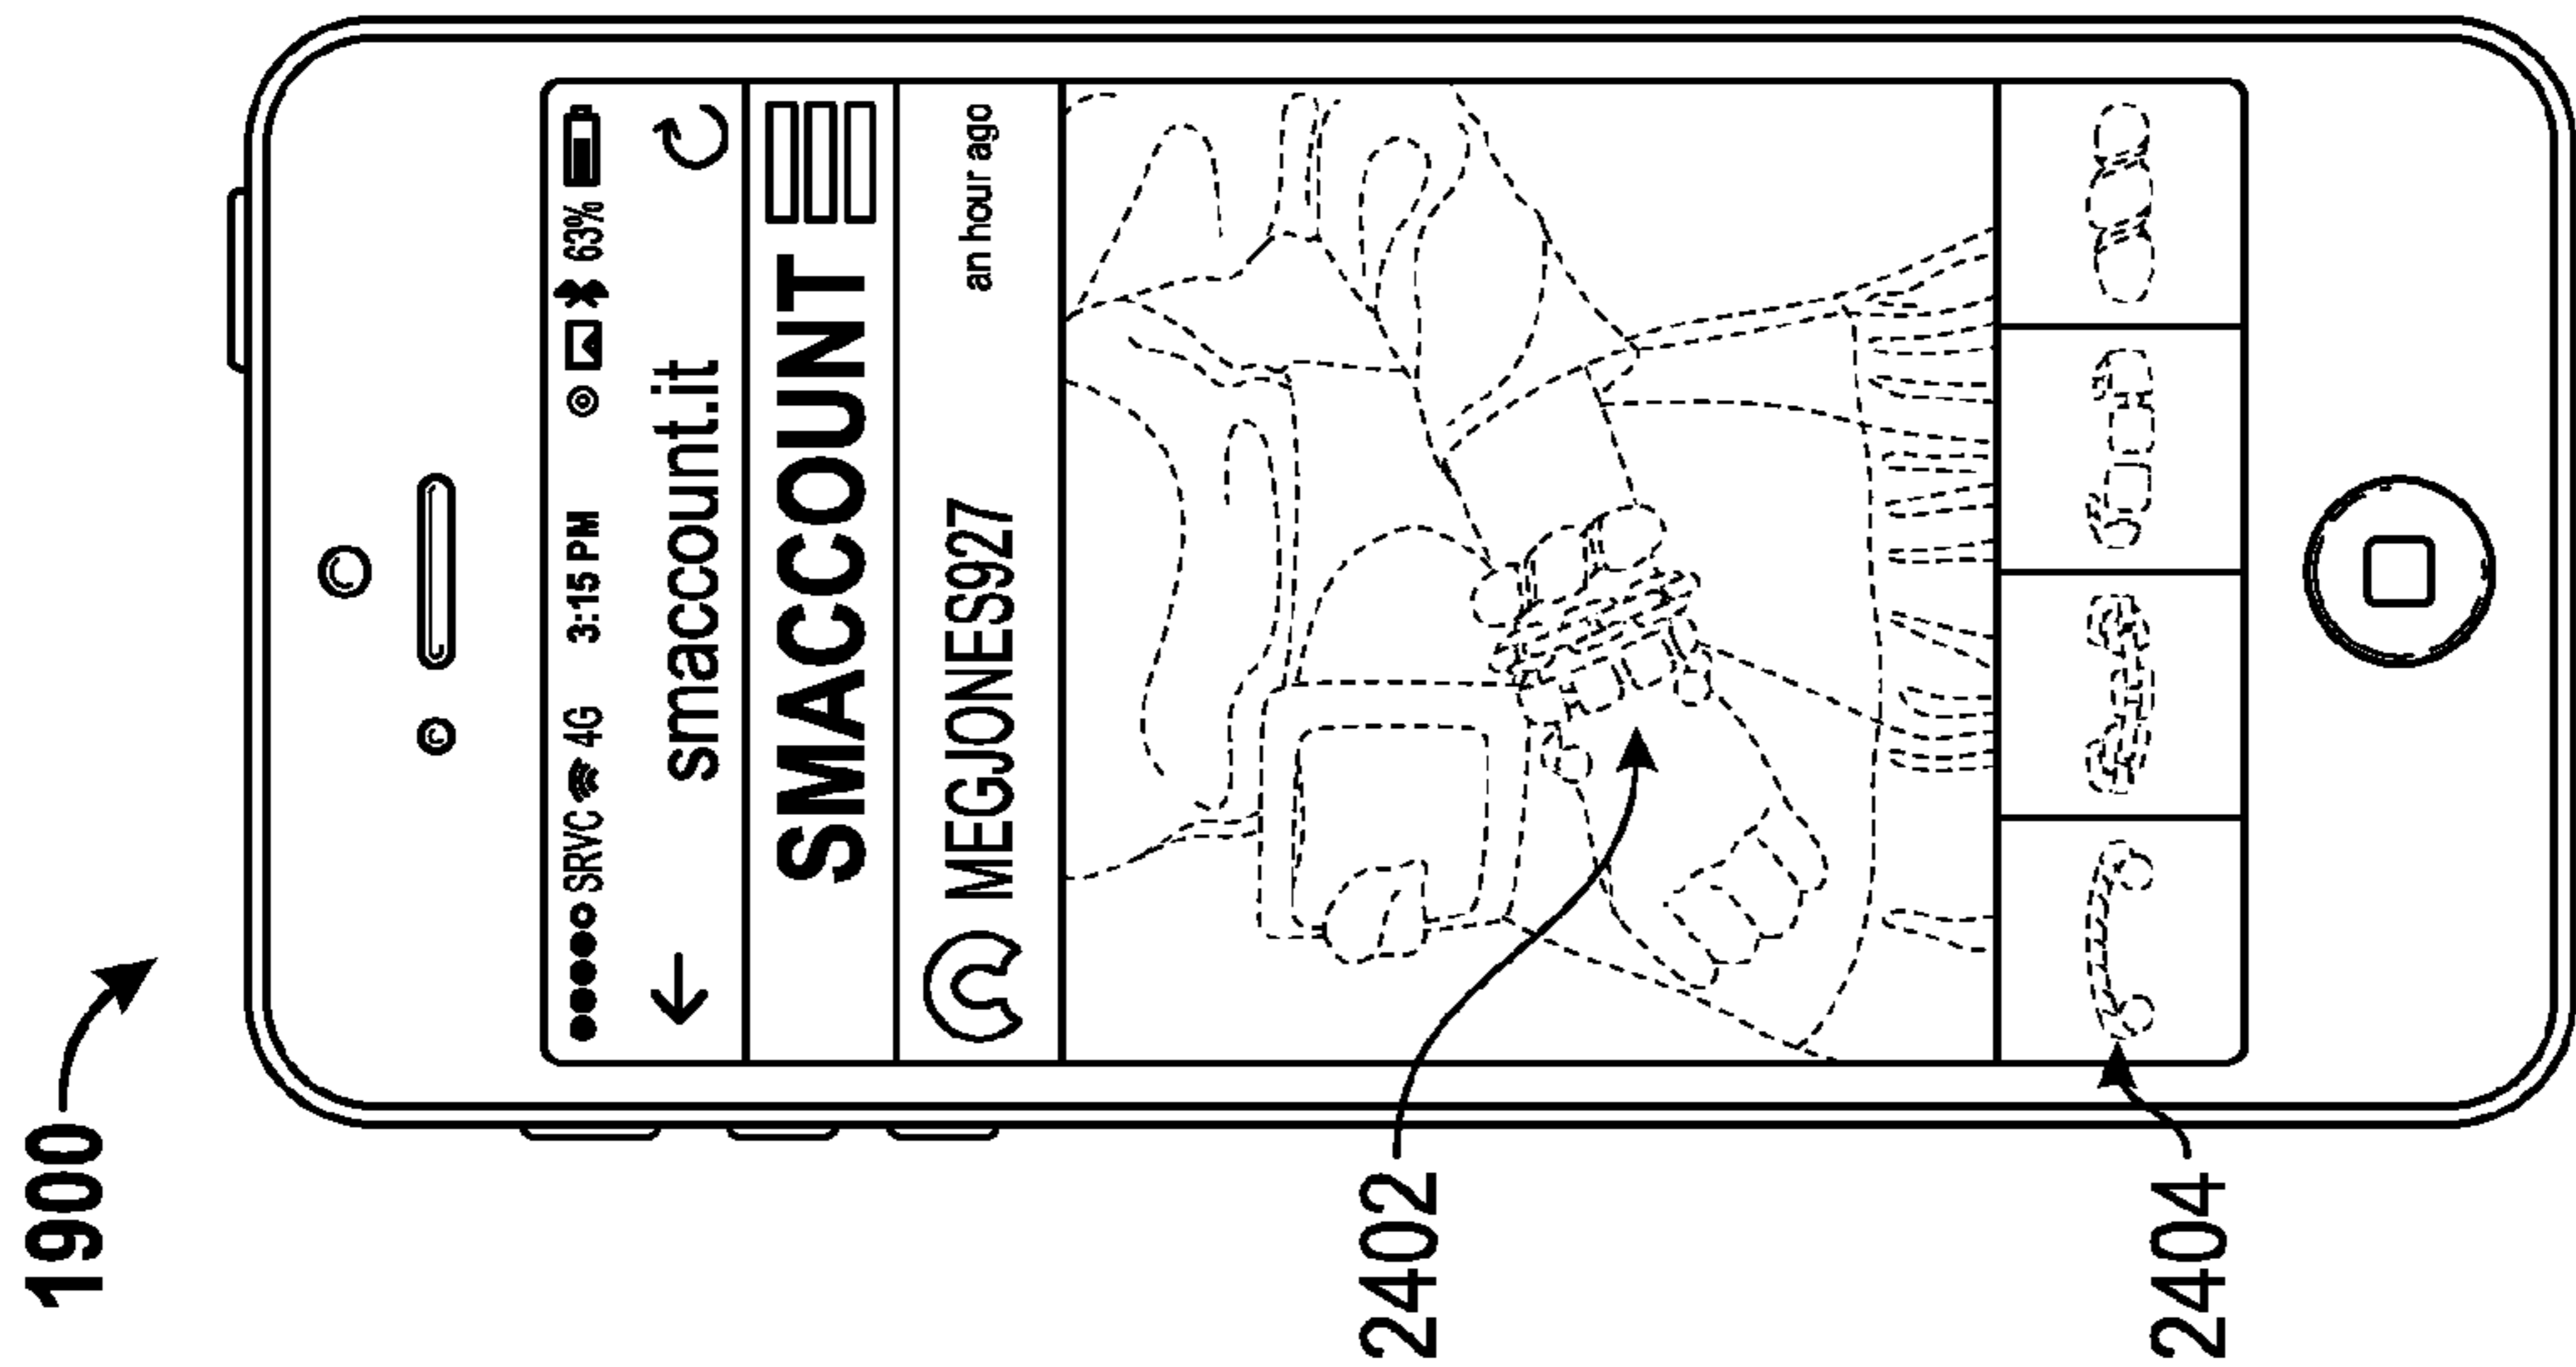 1900
SRVC 4G 3:15 PM 63%
smaccount.it
SMACCOUNT
MEGJONES927 an hour ago
2402
2404